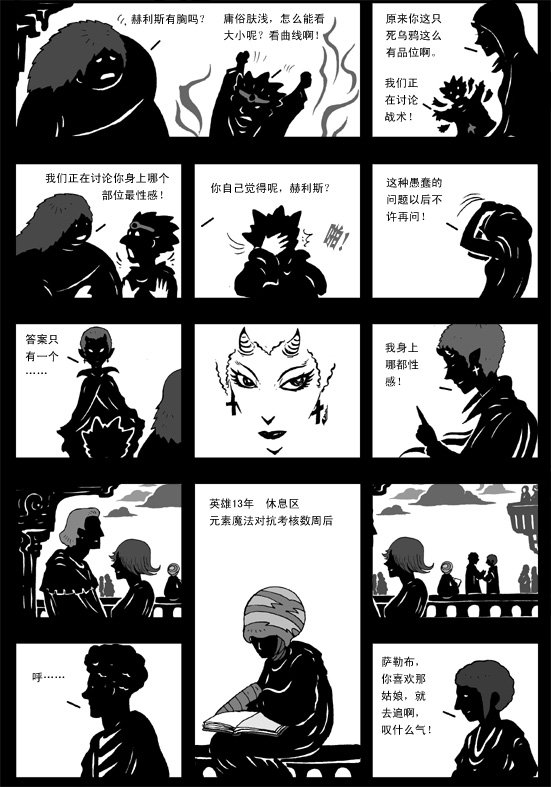 赫利斯有胸吗？
庸俗肤浅，怎么能看
大小呢？看曲线啊！
原来你这只
死乌鸦这么
有品位啊。
我们正
在讨论
战术！
我们正在讨论你身上哪个
部位最性感！
你自己觉得呢，赫利斯？
啪！
这种愚蠢的
问题以后不
许再问！
答案只
有一个
……
我身上
哪都性
感！
英雄13年　休息区
元素魔法对抗考核数周后
呼……
萨勒布，
你喜欢那
姑娘，就
去追啊，
叹什么气！